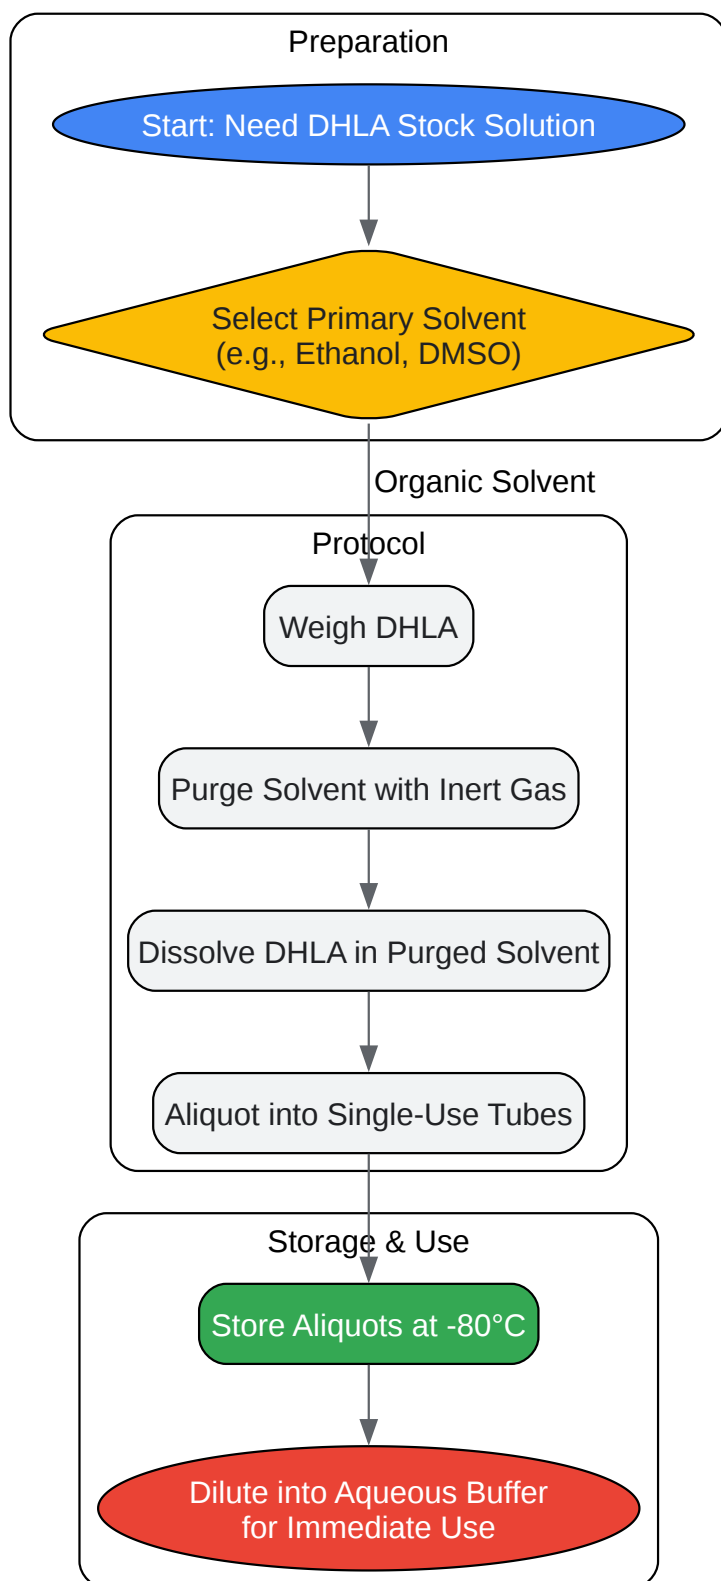 Preparation
Start: Need DHLA Stock Solution
Select Primary Solvent
(e.g., Ethanol, DMSO)
Organic Solvent
Protocol
Weigh DHLA
Purge Solvent with Inert Gas
Dissolve DHLA in Purged Solvent
Aliquot into Single-Use Tubes
Storage & Use
Store Aliquots at -80°C
Dilute into Aqueous Buffer
for Immediate Use